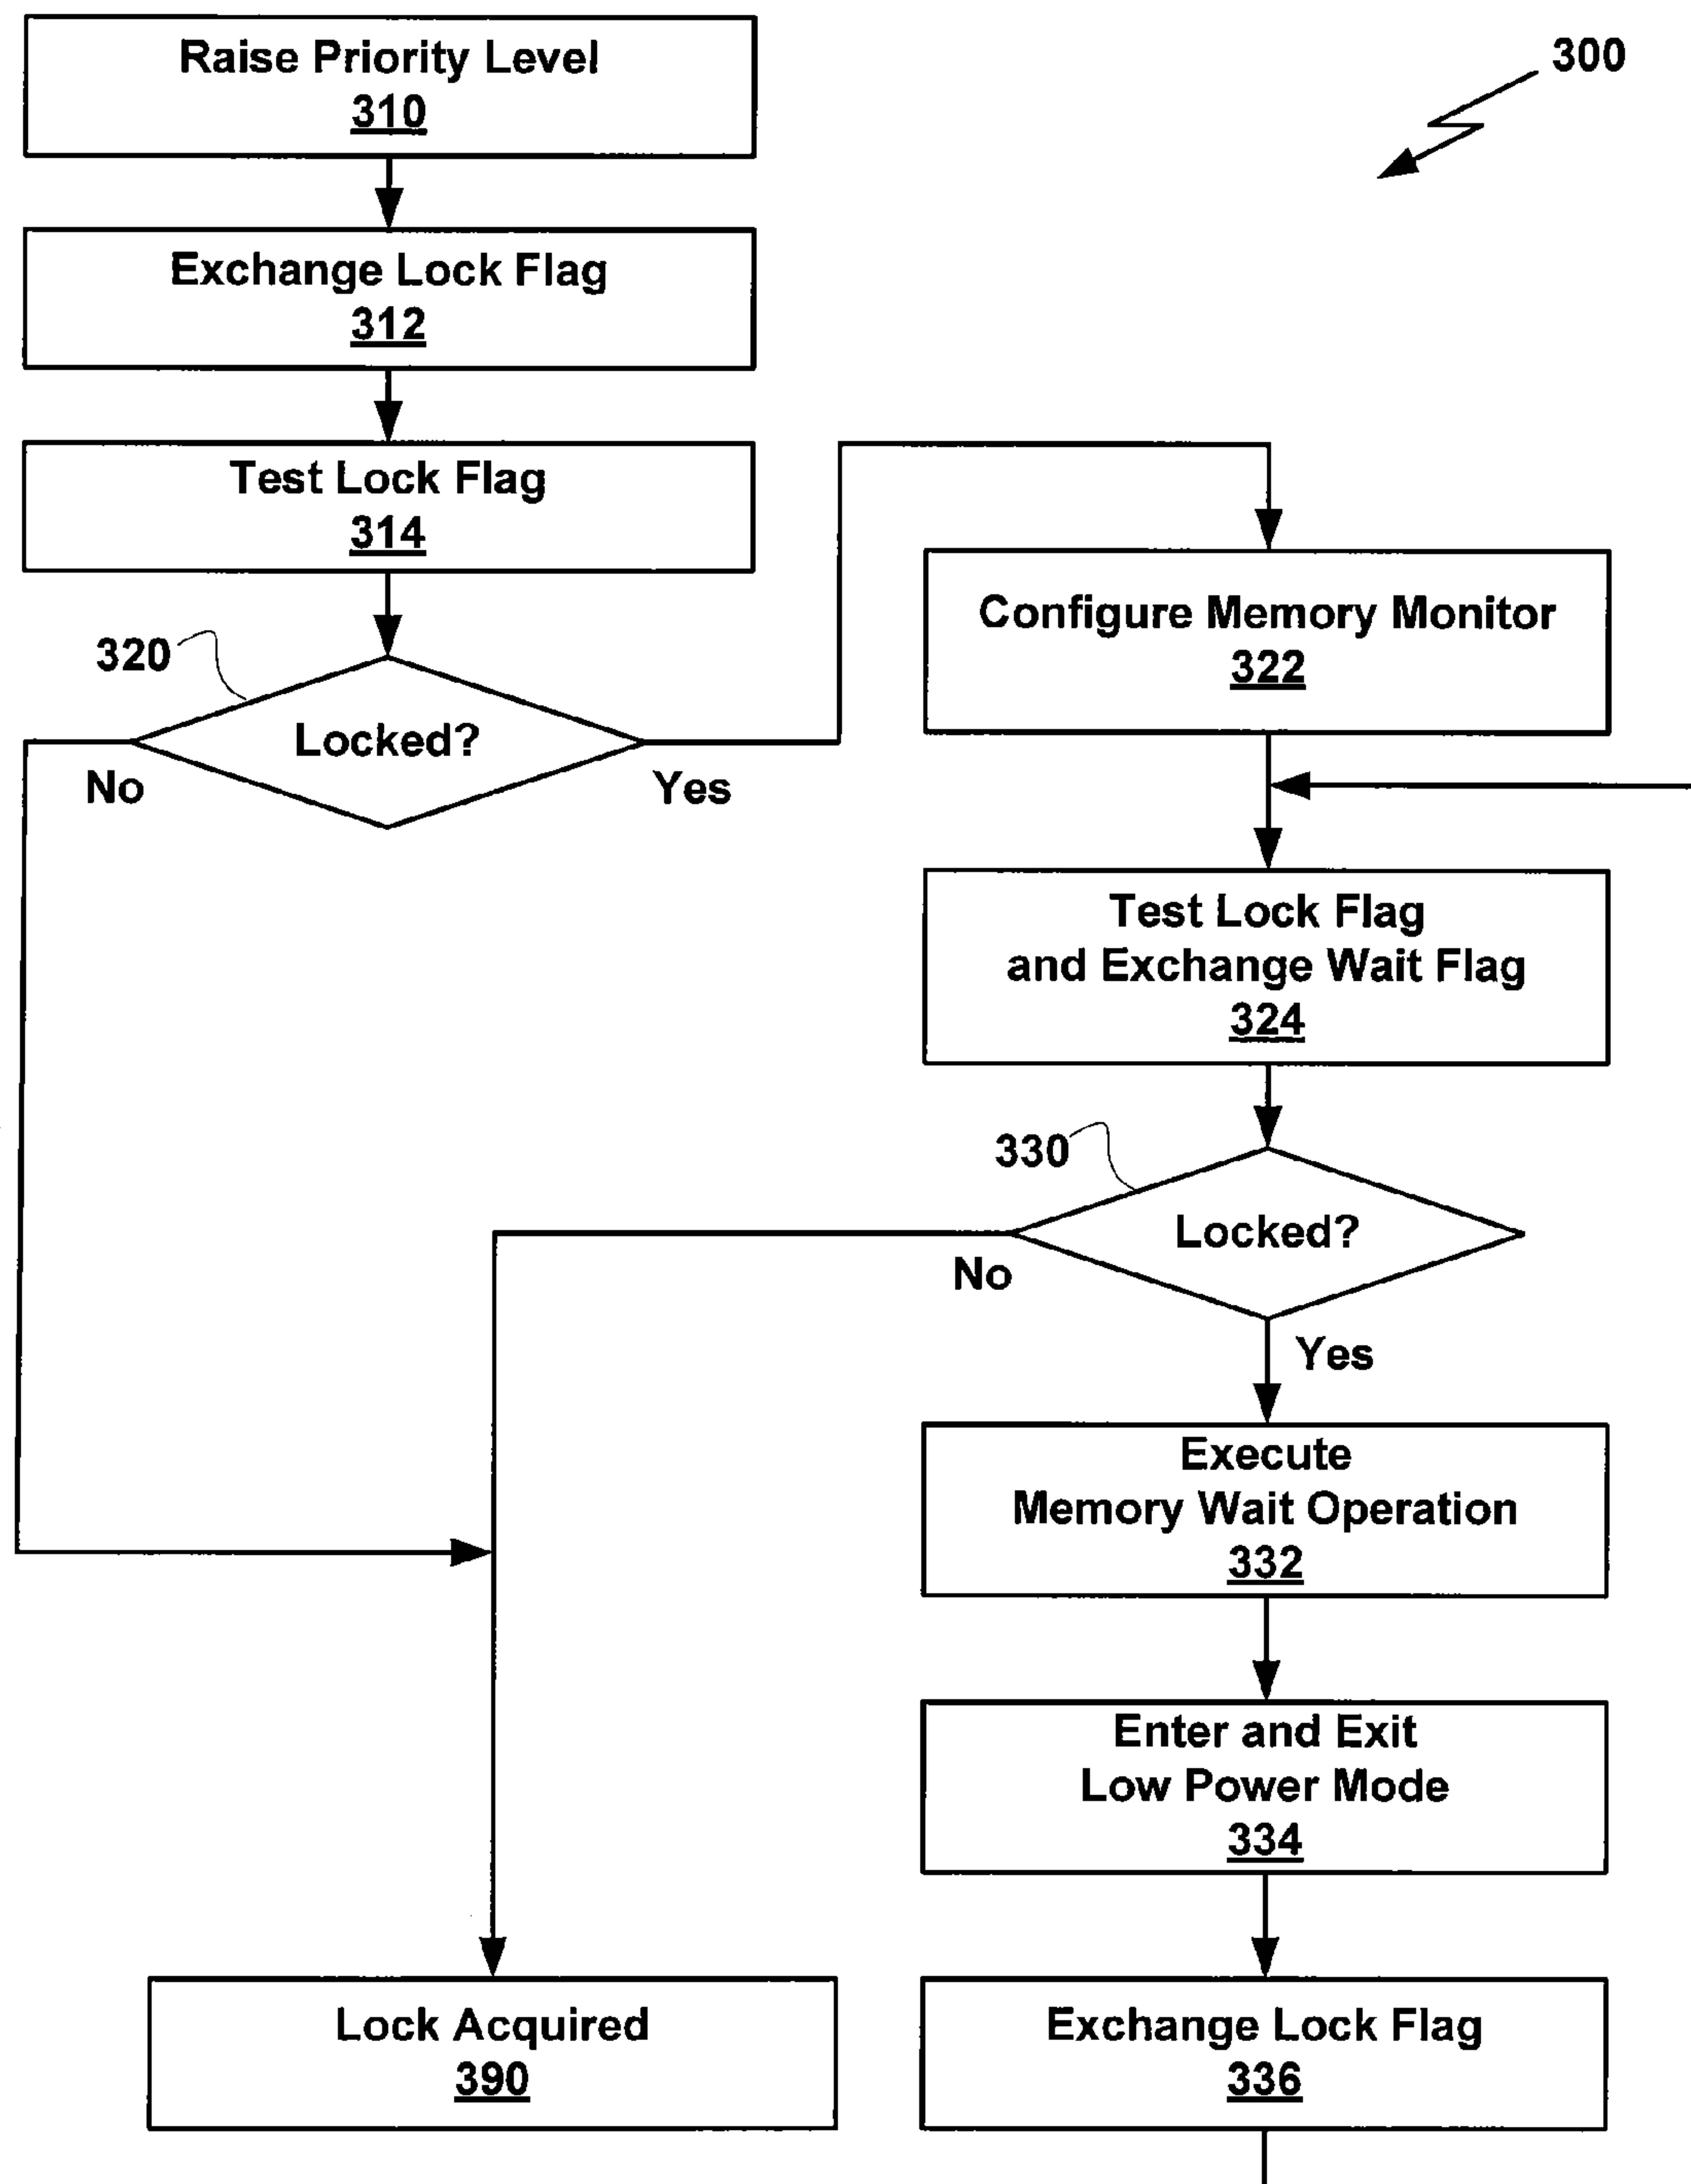 Raise Priority Level
310
300
Exchange Lock Flag
312
Test Lock Flag
314
320
Locked?
No
Yes
Configure Memory Monitor
322
Test Lock Flag
and Exchange Wait Flag
324
330
Locked?
No
Yes
Execute
Memory Wait Operation
332
Enter and Exit
Low Power Mode
334
Lock Acquired
390
Exchange Lock Flag
336